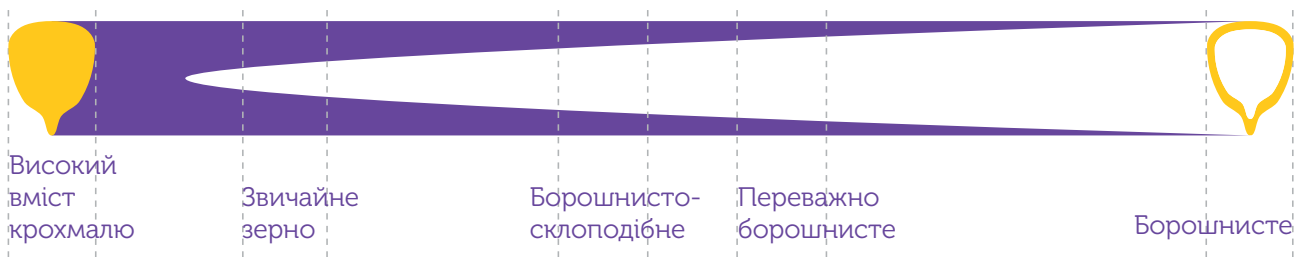 Високий
вміст
крохмалю
Звичайне
зерно
Борошнисто-
склоподібне
Переважно
борошнисте
Борошнисте